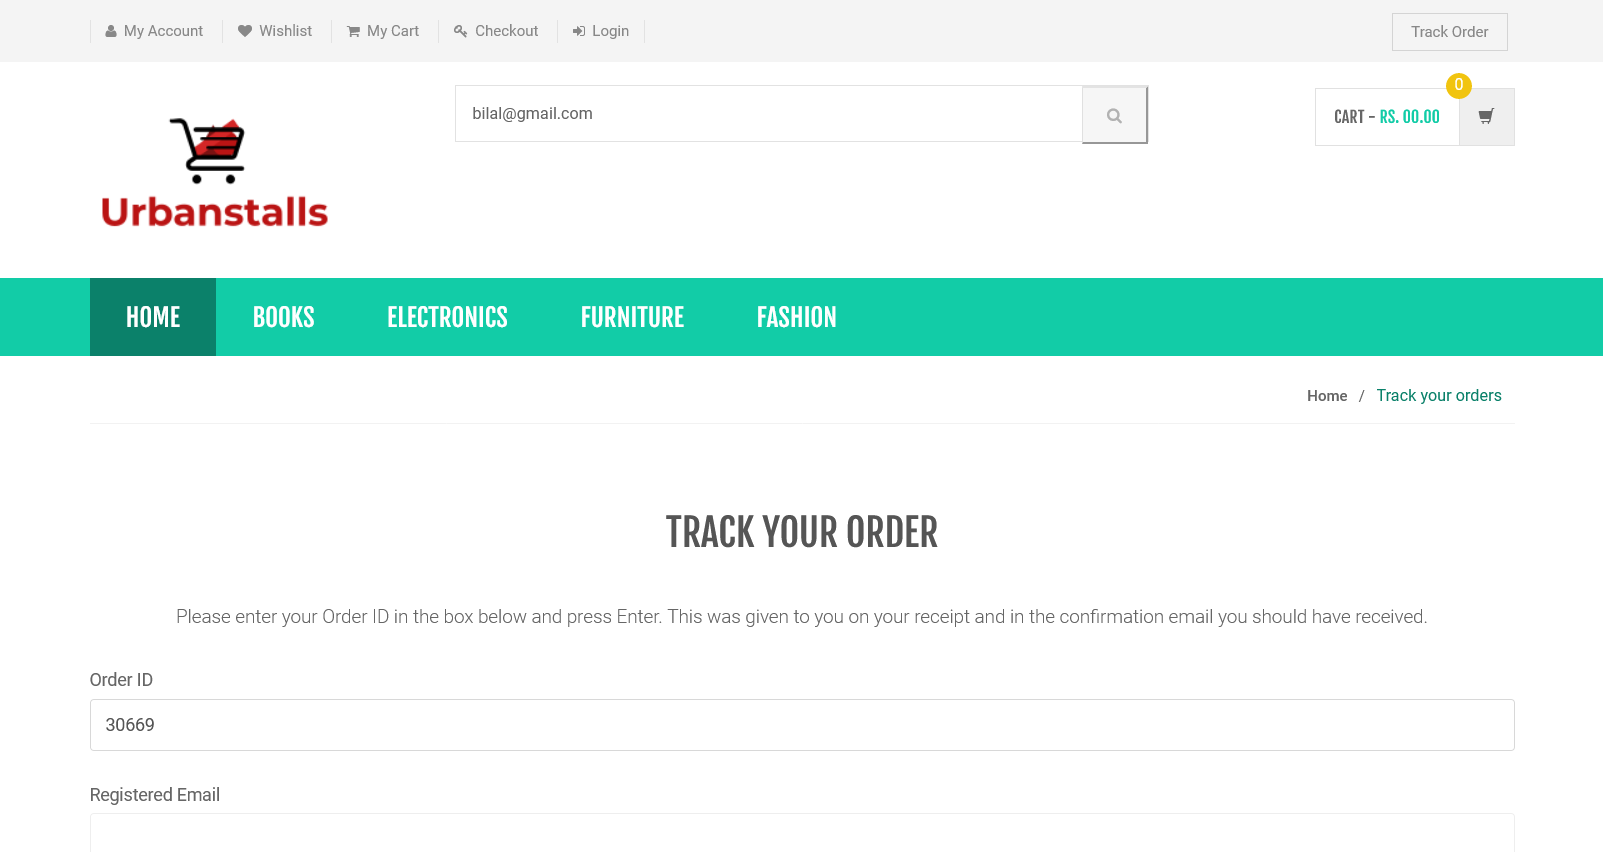 My Account Wishlist My Cart Checkout Login Track Order
bilal@gmail.com
0
CART - RS. 00.00
Urbanstalls
HOME BOOKS ELECTRONICS FURNITURE FASHION
Home / Track your orders
TRACK YOUR ORDER
Please enter your Order ID in the box below and press Enter. This was given to you on your receipt and in the confirmation email you should have received.
Order ID
30669
Registered Email